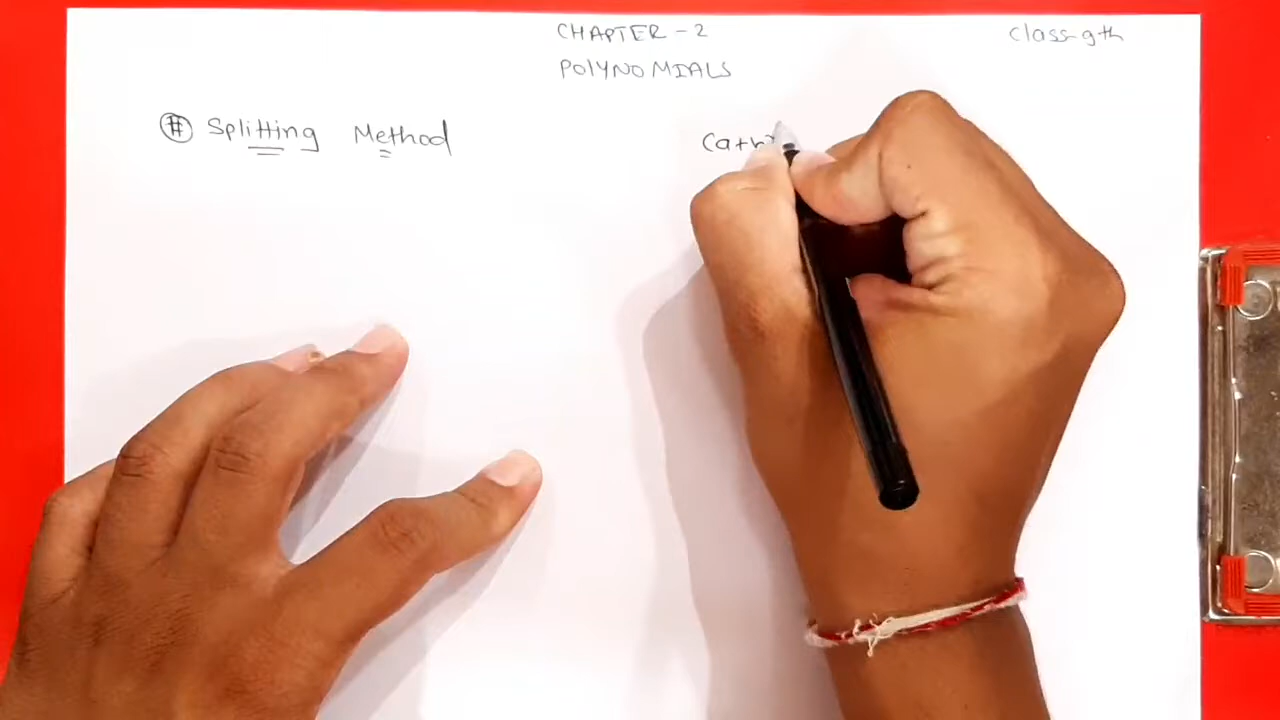 CHAPTER - 2
Class-9th
POLYNOMIALS
# Splitting Method
(a+b)